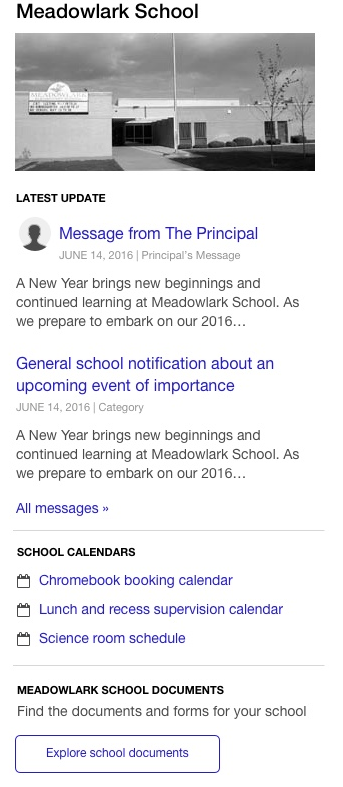 Meadowlark School
MEADOWLARK
LATEST UPDATE
Message from The Principal
JUNE 14, 2016 | Principal's Message
A New Year brings new beginnings and
continued learning at Meadowlark School. As
we prepare to embark on our 2016…
General school notification about an
upcoming event of importance
JUNE 14, 2016 | Category
A New Year brings new beginnings and
continued learning at Meadowlark School. As
we prepare to embark on our 2016…
All messages »
SCHOOL CALENDARS
Chromebook booking calendar
Lunch and recess supervision calendar
Science room schedule
MEADOWLARK SCHOOL DOCUMENTS
Find the documents and forms for your school
Explore school documents